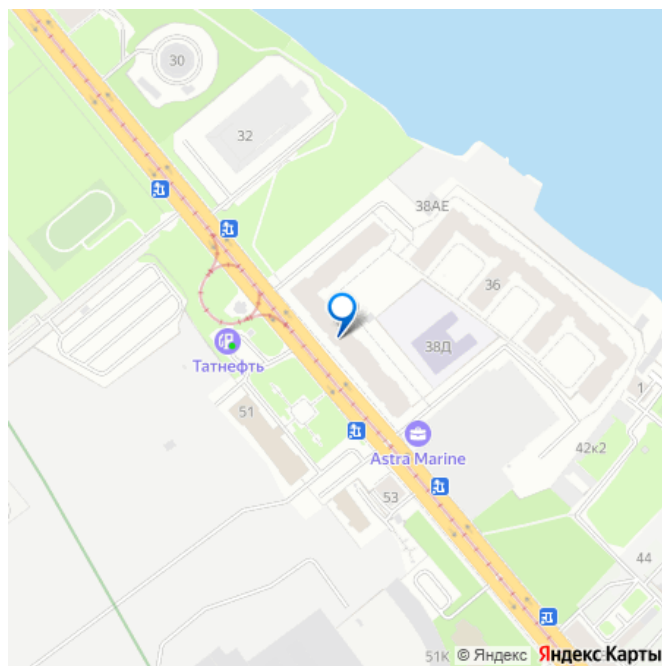 30
32
38АЕ
36
38Д
Татнефть
51
1
Astra Marine
42к2
53
44
51К
© Яндекс
Яндекс Карты